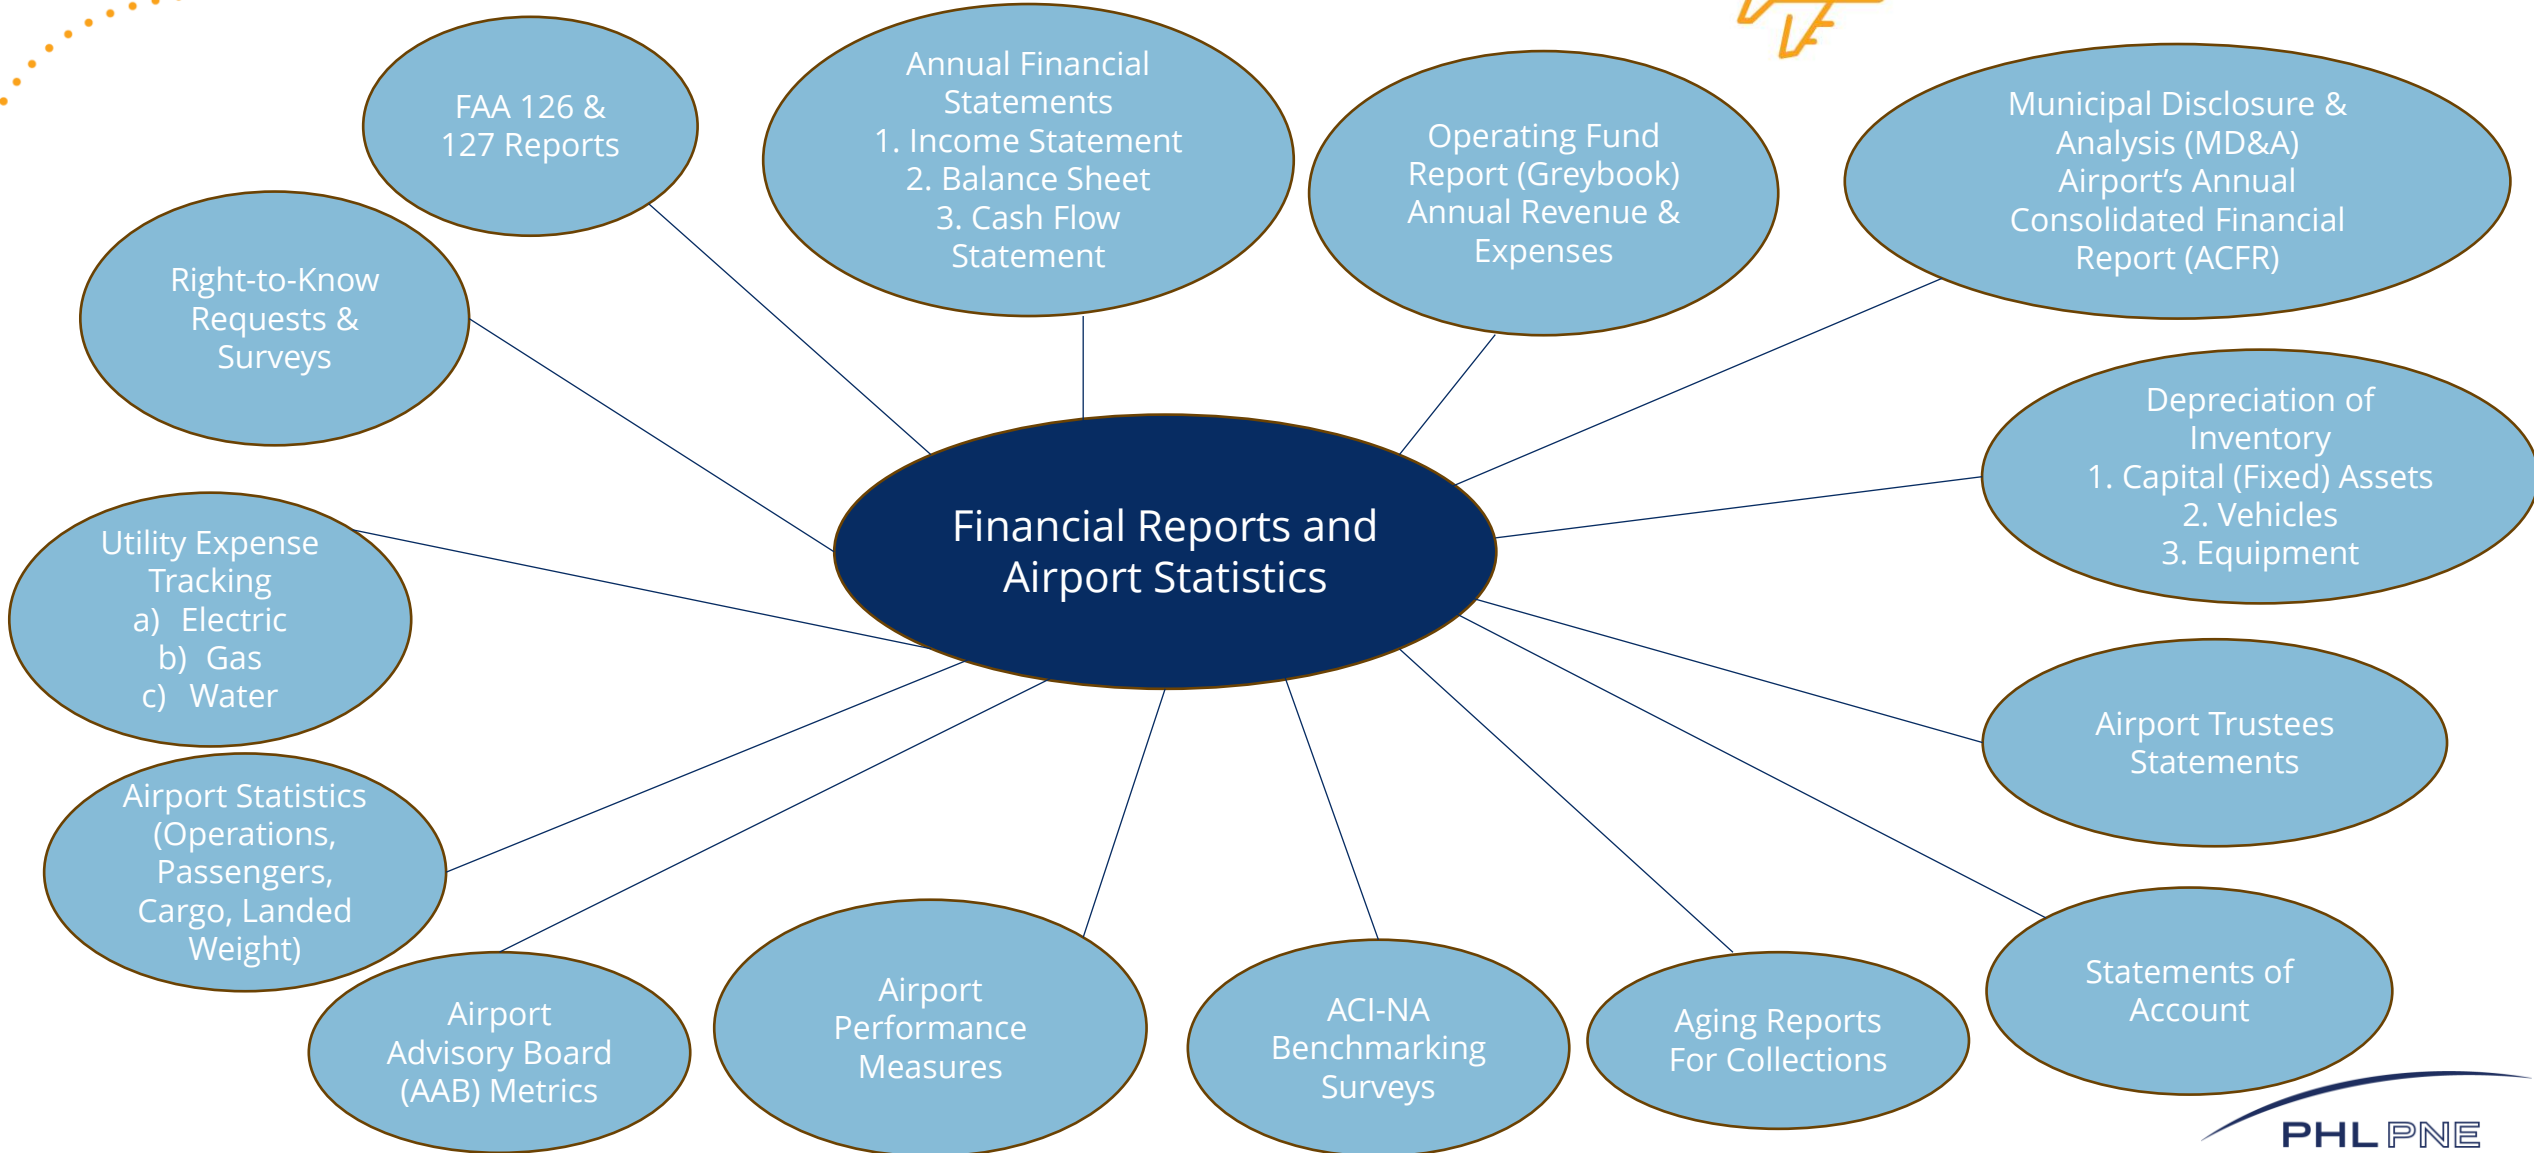 FAA 126 &
127 Reports
Annual Financial
Statements
1. Income Statement
2. Balance Sheet
3. Cash Flow
Statement
Operating Fund
Report (Greybook)
Annual Revenue &
Expenses
Municipal Disclosure &
Analysis (MD&A)
Airport’s Annual
Consolidated Financial
Report (ACFR)
Right-to-Know
Requests &
Surveys
Depreciation of
Inventory
1. Capital (Fixed) Assets
2. Vehicles
3. Equipment
Financial Reports and
Airport Statistics
Utility Expense
Tracking
a) Electric
b) Gas
c) Water
Airport Trustees
Statements
Airport Statistics
(Operations,
Passengers,
Cargo, Landed
Weight)
Statements of
Account
Airport
Advisory Board
(AAB) Metrics
Airport
Performance
Measures
ACI-NA
Benchmarking
Surveys
Aging Reports
For Collections
PHL PNE